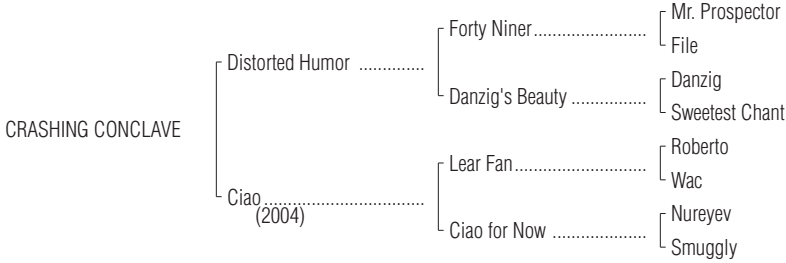 Mr. Prospector
Forty Niner........................
File
Distorted Humor ..............
Danzig
Danzig's Beauty ................
Sweetest Chant
CRASHING CONCLAVE
Roberto
Lear Fan............................
Wac
Ciao..................................
(2004)
Nureyev
Ciao for Now ....................
Smuggly